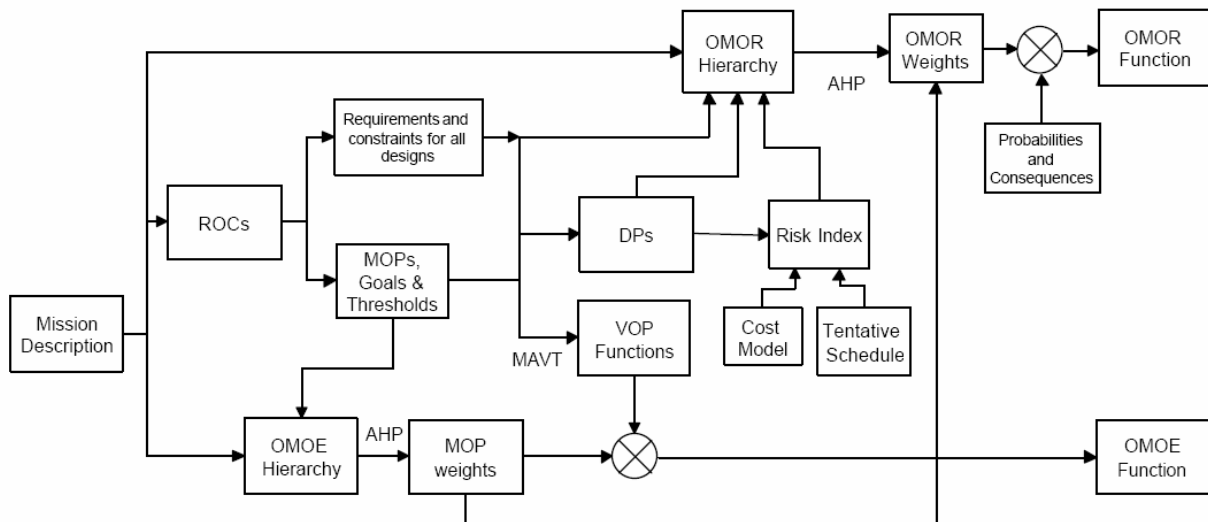 OMOR
Hierarchy
AHP
OMOR
Weights
OMOR
Function
Requirements and
constraints for all
designs
Probabilities
and
Consequences
ROCs
DPs
Risk Index
MOPs,
Goals &
Thresholds
Mission
Description
MAVT
VOP
Functions
Cost
Model
Tentative
Schedule
OMOE
Hierarchy
AHP
MOP
weights
OMOE
Function